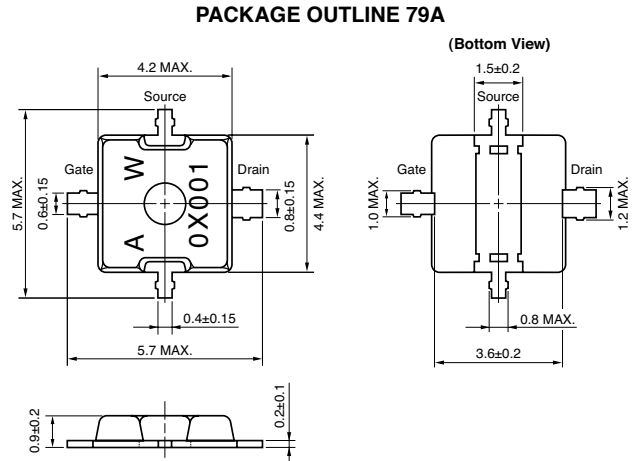 PACKAGE OUTLINE 79A
(Bottom View)
4.2 MAX.
1.5±0.2
Source
Source
Gate
Drain
Gate
Drain
5.7 MAX.
0.6±0.15
W
A
0X001
0.8±0.15
4.4 MAX.
1.0 MAX.
1.2 MAX.
0.4±0.15
0.8 MAX.
5.7 MAX.
3.6±0.2
0.9±0.2
0.2±0.1